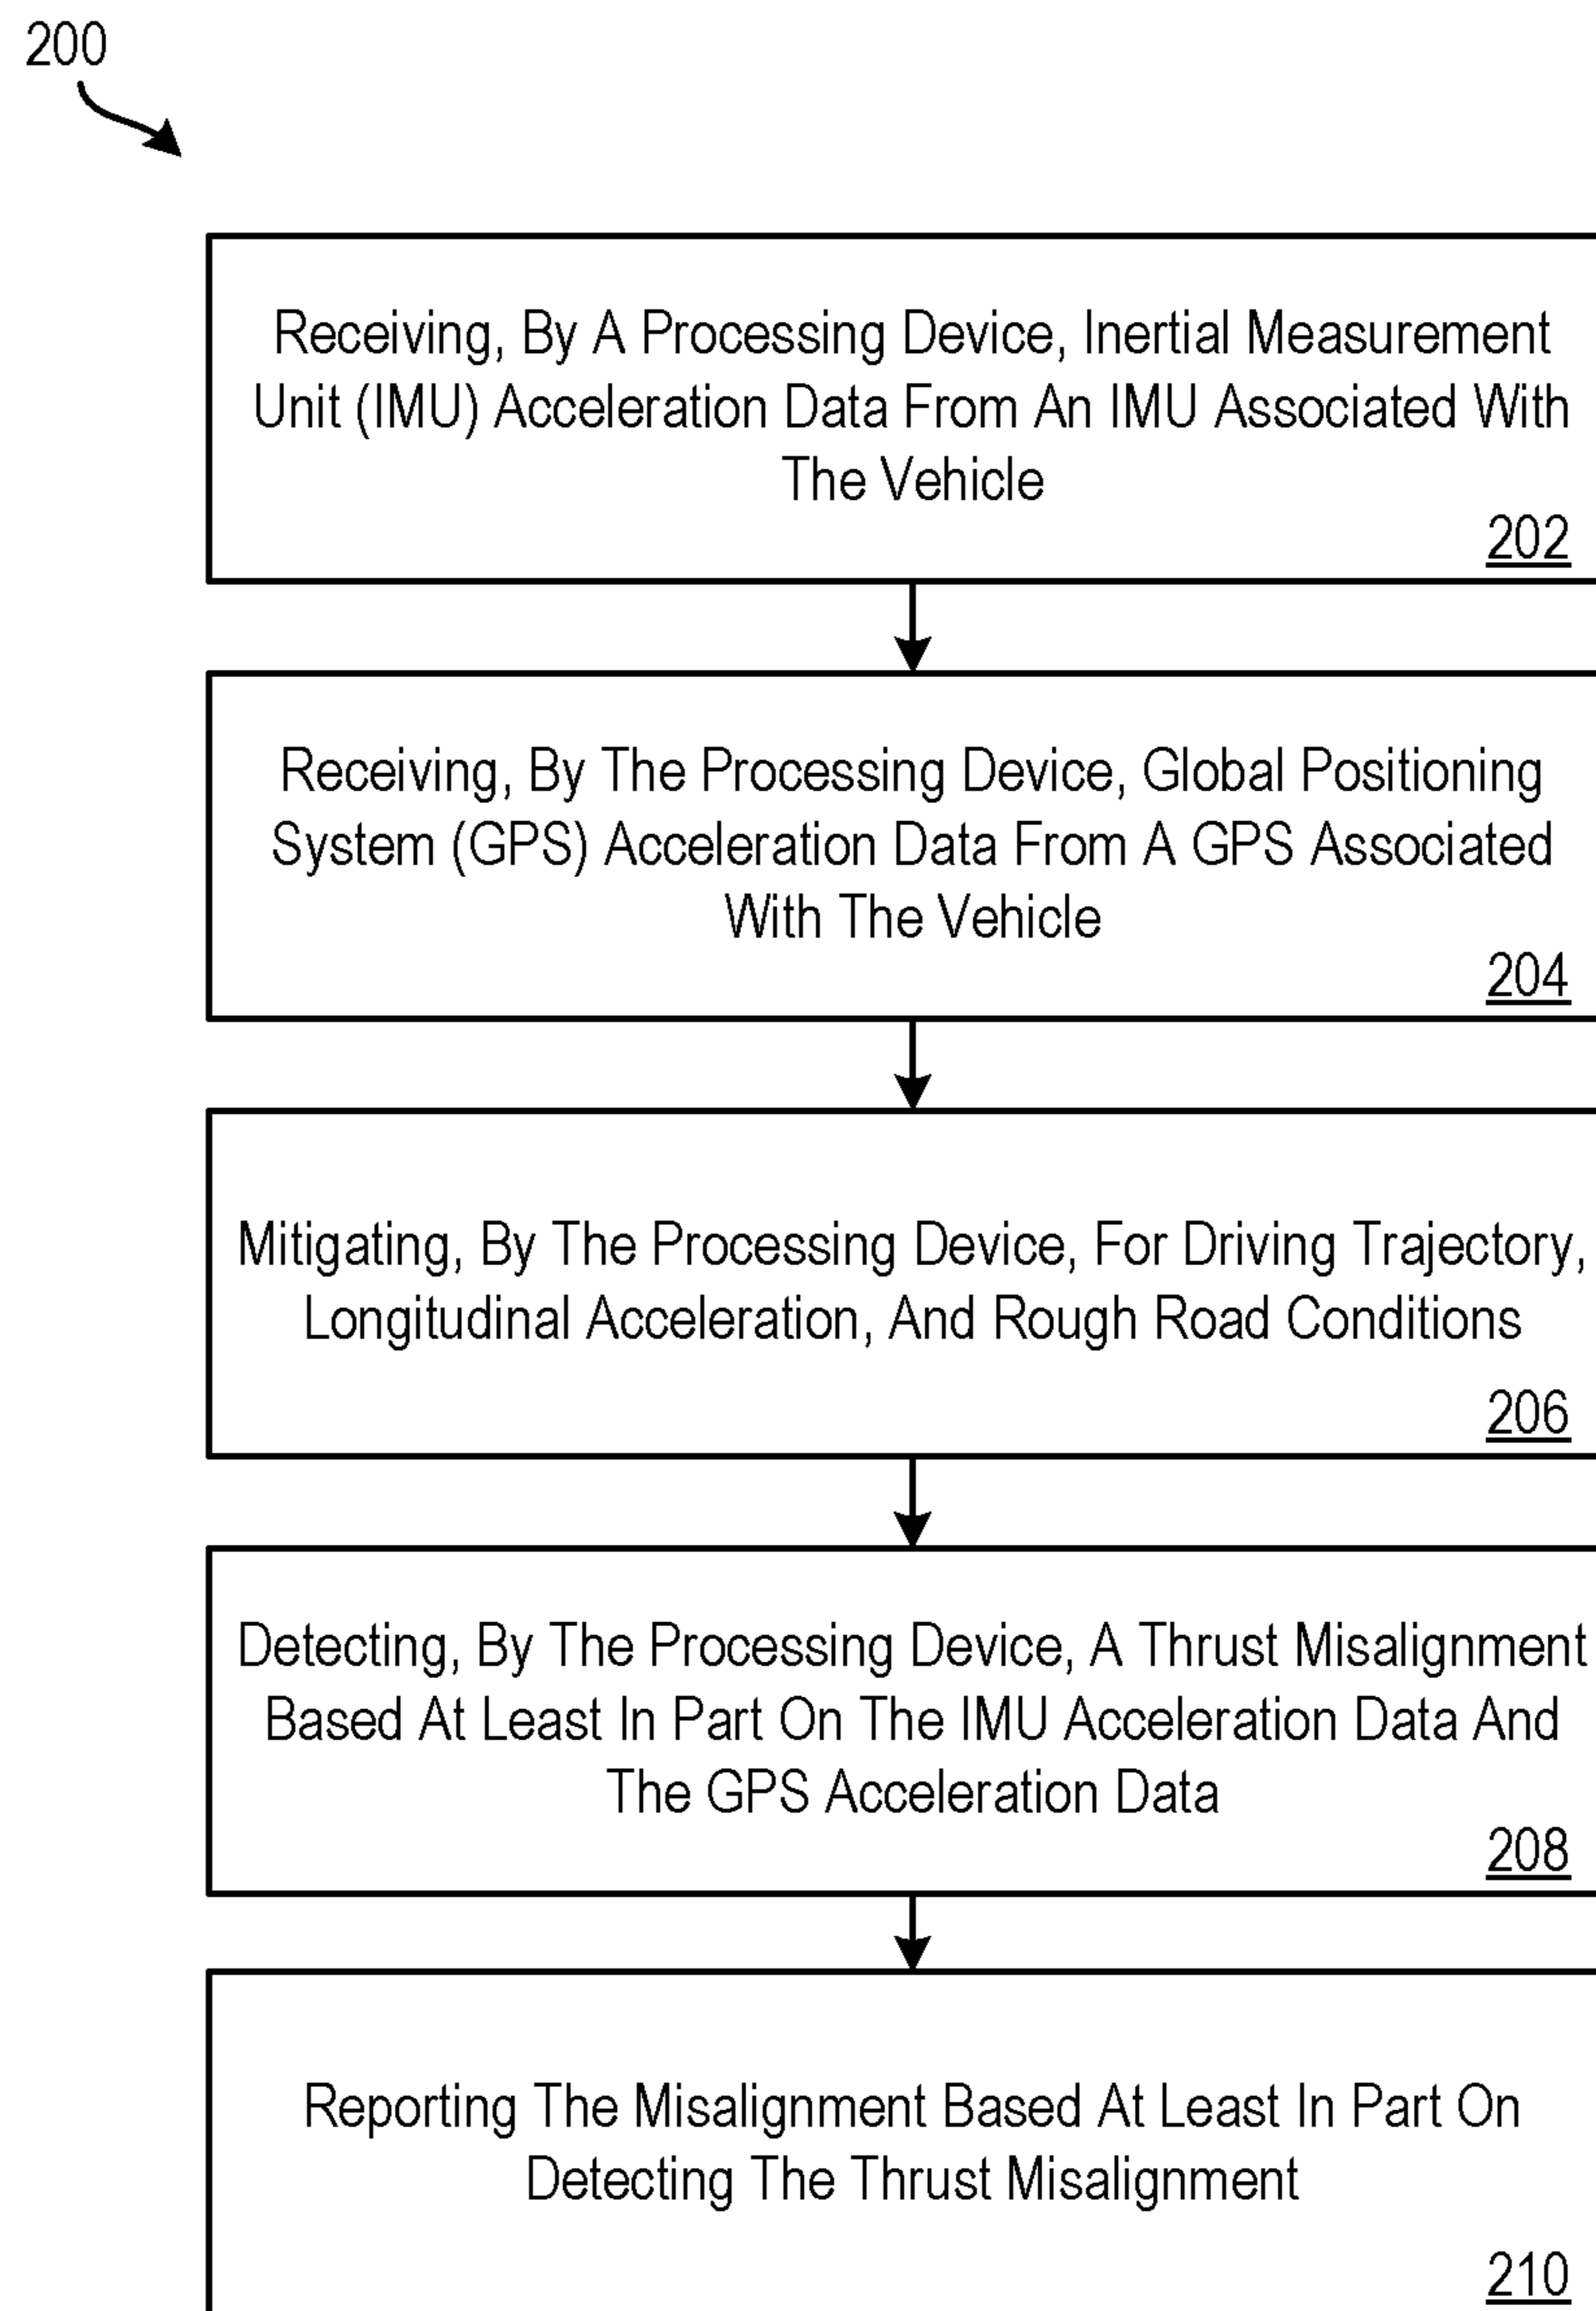 200
Receiving, By A Processing Device, Inertial Measurement
Unit (IMU) Acceleration Data From An IMU Associated With
The Vehicle
202
Receiving, By The Processing Device, Global Positioning
System (GPS) Acceleration Data From A GPS Associated
With The Vehicle
204
Mitigating, By The Processing Device, For Driving Trajectory,
Longitudinal Acceleration, And Rough Road Conditions
206
Detecting, By The Processing Device, A Thrust Misalignment
Based At Least In Part On The IMU Acceleration Data And
The GPS Acceleration Data
208
Reporting The Misalignment Based At Least In Part On
Detecting The Thrust Misalignment
210